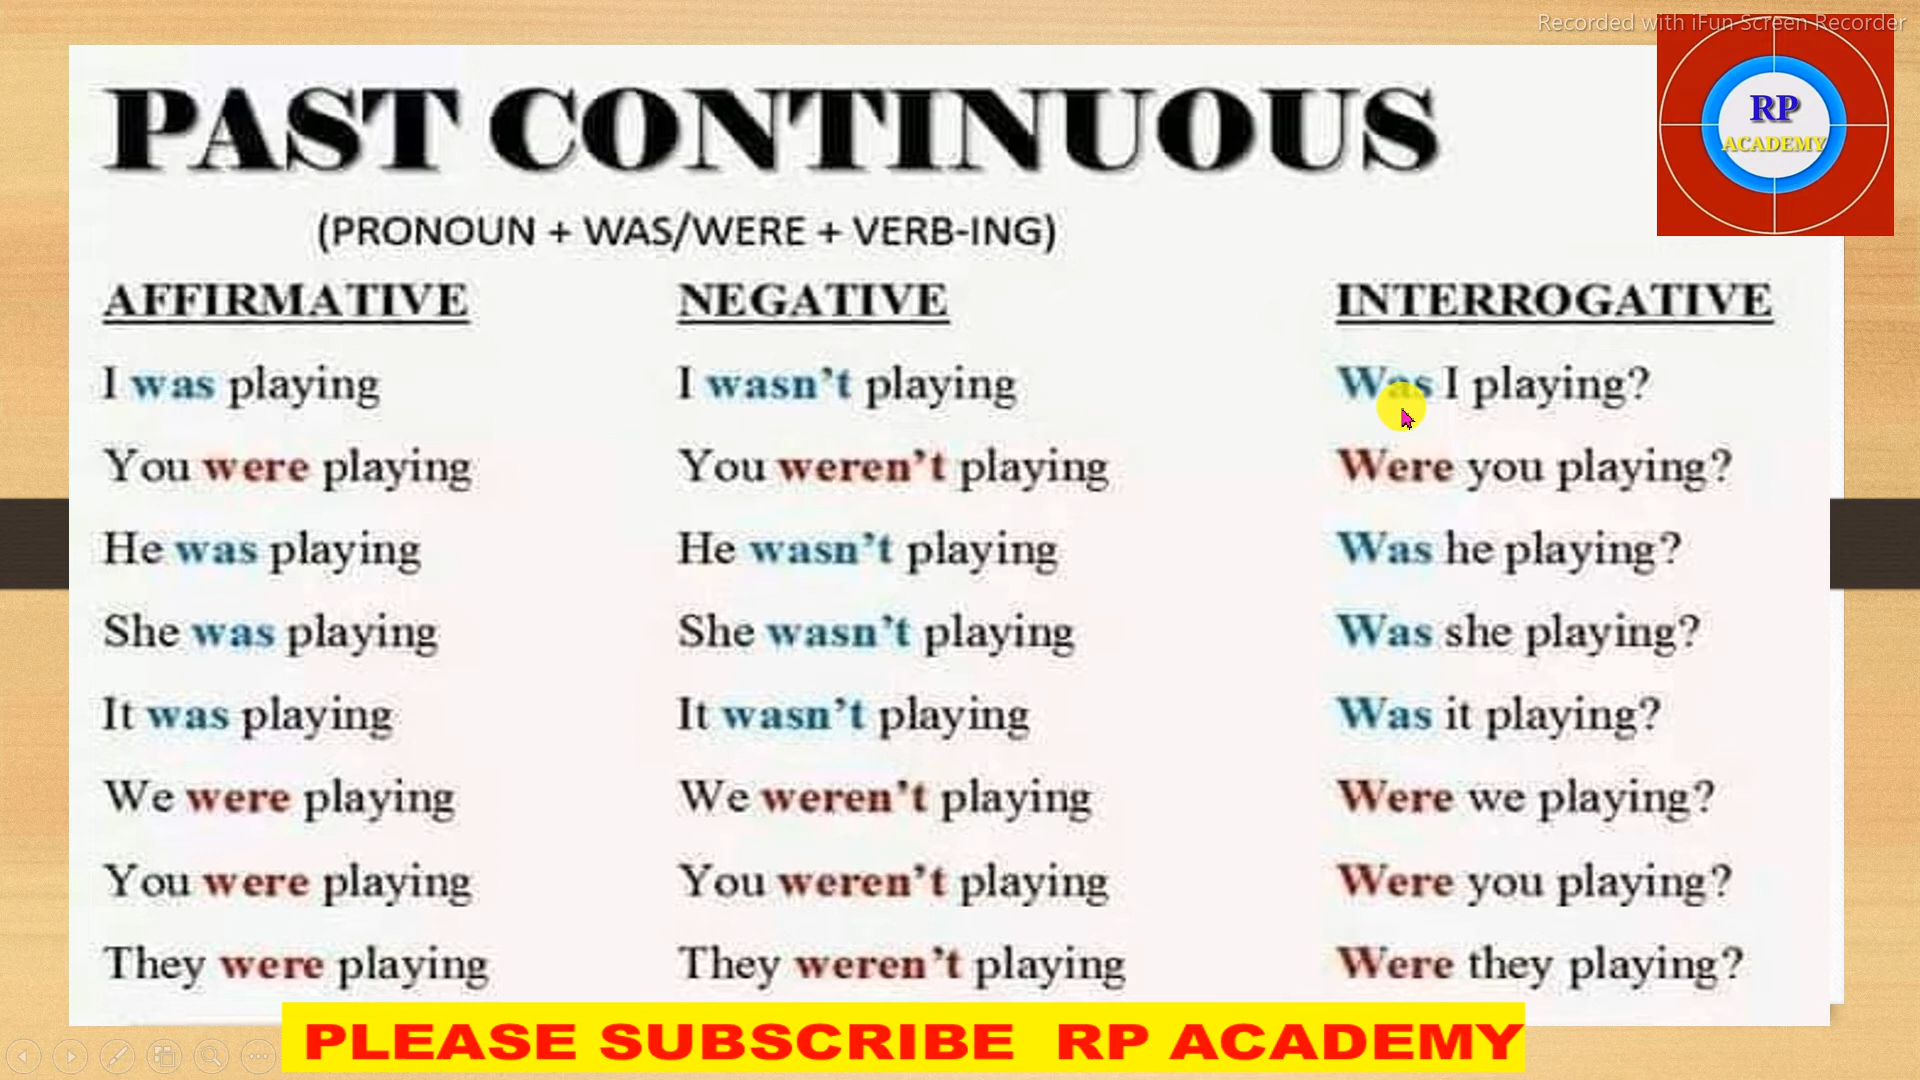 Recorded with iFun Screen Recorder
RP
ACADEMY
PAST CONTINUOUS
(PRONOUN + WAS/WERE + VERB-ING)
AFFIRMATIVE NEGATIVE INTERROGATIVE
I was playing I wasn't playing Was I playing?
You were playing You weren't playing Were you playing?
He was playing He wasn't playing Was he playing?
She was playing She wasn't playing Was she playing?
It was playing It wasn't playing Was it playing?
We were playing We weren't playing Were we playing?
You were playing You weren't playing Were you playing?
They were playing They weren't playing Were they playing?
PLEASE SUBSCRIBE RP ACADEMY